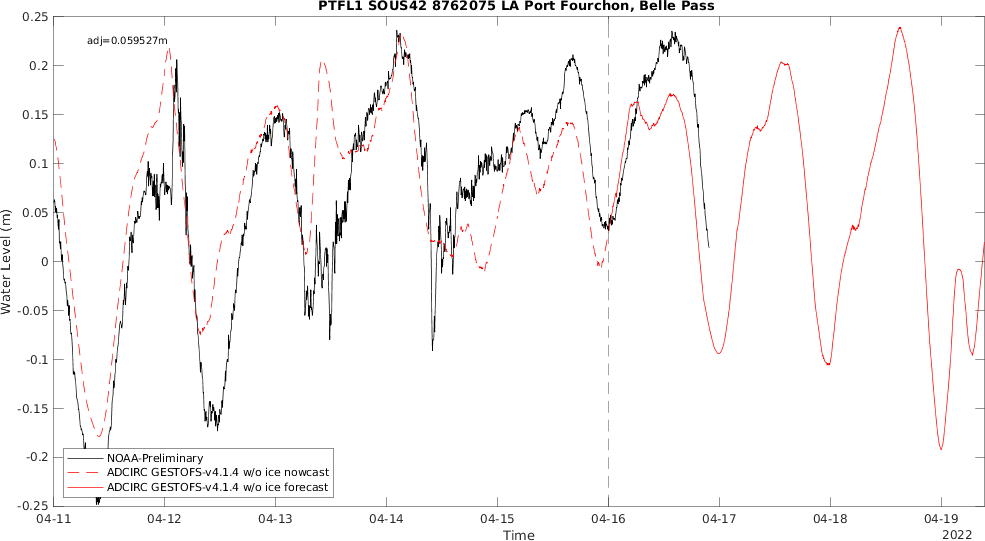 PTFL1 SOUS42 8762075 LA Port Fourchon, Belle Pass
adj=0.059527m
0.25
0.2
0.15
0.1
0.05
0
-0.05
-0.1
-0.15
-0.2
-0.25
Water Level (m)
NOAA-Preliminary
ADCIRC GESTOFS-v4.1.4 w/o ice nowcast
ADCIRC GESTOFS-v4.1.4 w/o ice forecast
04-11 04-12 04-13 04-14 04-15 04-16 04-17 04-18 04-19
Time
2022